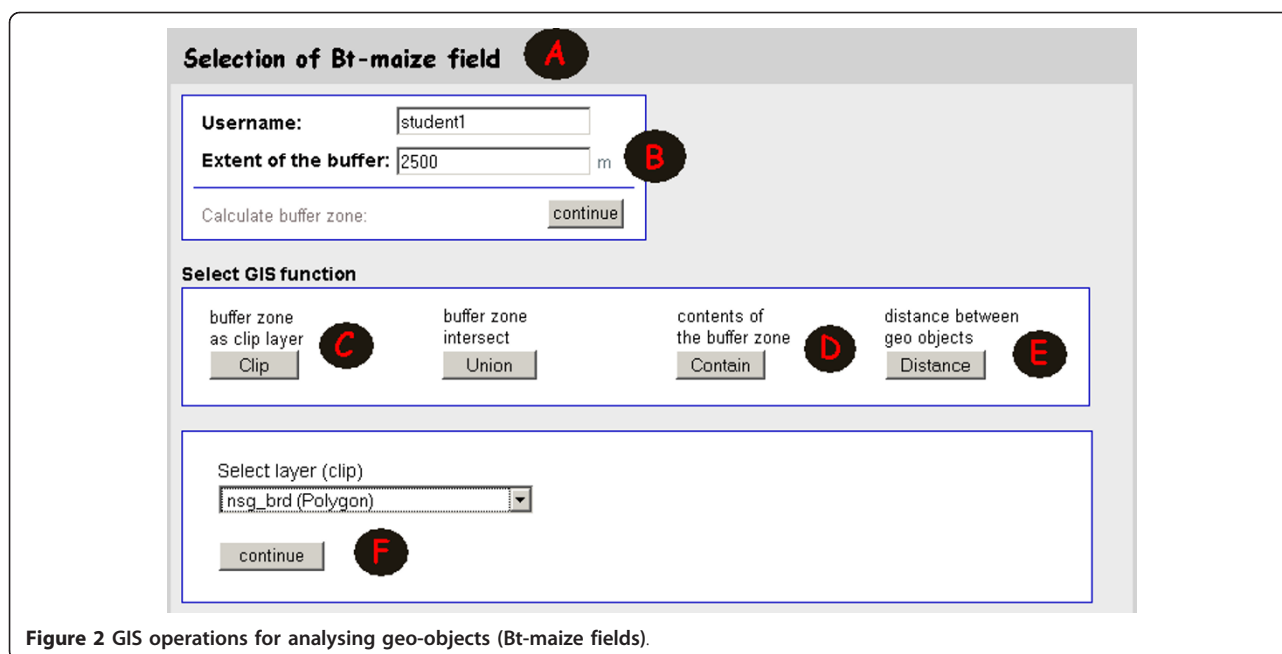 Selection of Bt-maize field A
Username: student1
Extent of the buffer: 2500 m B
Calculate buffer zone: continue
Select GIS function
buffer zone as clip layer Clip C
buffer zone intersect Union
contents of the buffer zone Contain D
distance between geo objects Distance E
Select layer (clip)
nsg_brd (Polygon)
continue F
Figure 2 GIS operations for analysing geo-objects (Bt-maize fields).